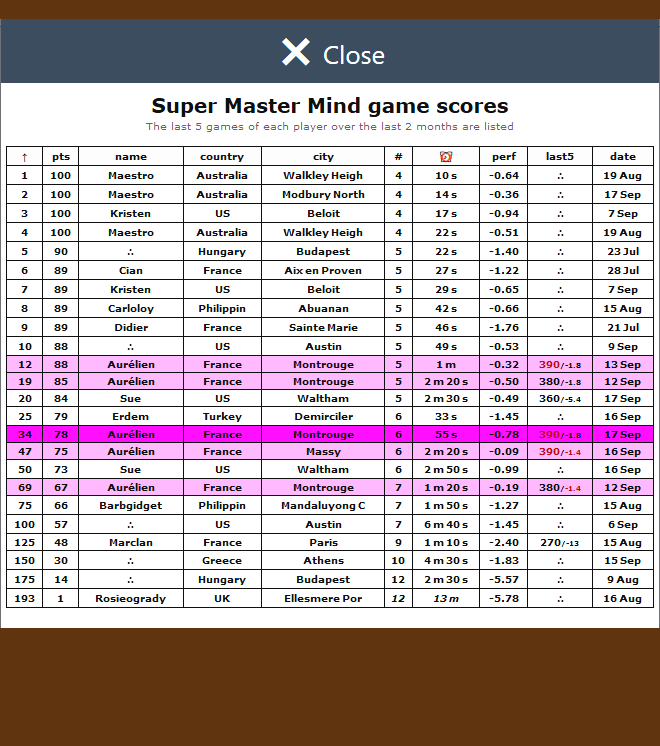 ✕ Close
Super Master Mind game scores
The last 5 games of each player over the last 2 months are listed
↑ pts name country city # ⏰ perf last5 date
1 100 Maestro Australia Walkley Heigh 4 10 s -0.64 ∴ 19 Aug
2 100 Maestro Australia Modbury North 4 14 s -0.36 ∴ 17 Sep
3 100 Kristen US Beloit 4 17 s -0.94 ∴ 7 Sep
4 100 Maestro Australia Walkley Heigh 4 22 s -0.51 ∴ 19 Aug
5 90 ∴ Hungary Budapest 5 22 s -1.40 ∴ 23 Jul
6 89 Cian France Aix en Proven 5 27 s -1.22 ∴ 28 Jul
7 89 Kristen US Beloit 5 29 s -0.65 ∴ 7 Sep
8 89 Carloloy Philippin Abuanan 5 42 s -0.66 ∴ 15 Aug
9 89 Didier France Sainte Marie 5 46 s -1.76 ∴ 21 Jul
10 88 ∴ US Austin 5 49 s -0.53 ∴ 9 Sep
12 88 Aurélien France Montrouge 5 1 m -0.32 390/-1.8 13 Sep
19 85 Aurélien France Montrouge 5 2 m 20 s -0.50 380/-1.8 12 Sep
20 84 Sue US Waltham 5 2 m 30 s -0.49 360/-5.4 17 Sep
25 79 Erdem Turkey Demirciler 6 33 s -1.45 ∴ 16 Sep
34 78 Aurélien France Montrouge 6 55 s -0.78 390/-1.8 17 Sep
47 75 Aurélien France Massy 6 2 m 20 s -0.09 390/-1.4 16 Sep
50 73 Sue US Waltham 6 2 m 50 s -0.99 ∴ 16 Sep
69 67 Aurélien France Montrouge 7 1 m 20 s -0.19 380/-1.4 12 Sep
75 66 Barbgidget Philippin Mandaluyong C 7 1 m 50 s -1.27 ∴ 15 Aug
100 57 ∴ US Austin 7 6 m 40 s -1.45 ∴ 6 Sep
125 48 Marclan France Paris 9 1 m 10 s -2.40 270/-13 15 Aug
150 30 ∴ Greece Athens 10 4 m 30 s -1.83 ∴ 15 Sep
175 14 ∴ Hungary Budapest 12 2 m 30 s -5.57 ∴ 9 Aug
193 1 Rosieogrady UK Ellesmere Por 12 13 m -5.78 ∴ 16 Aug